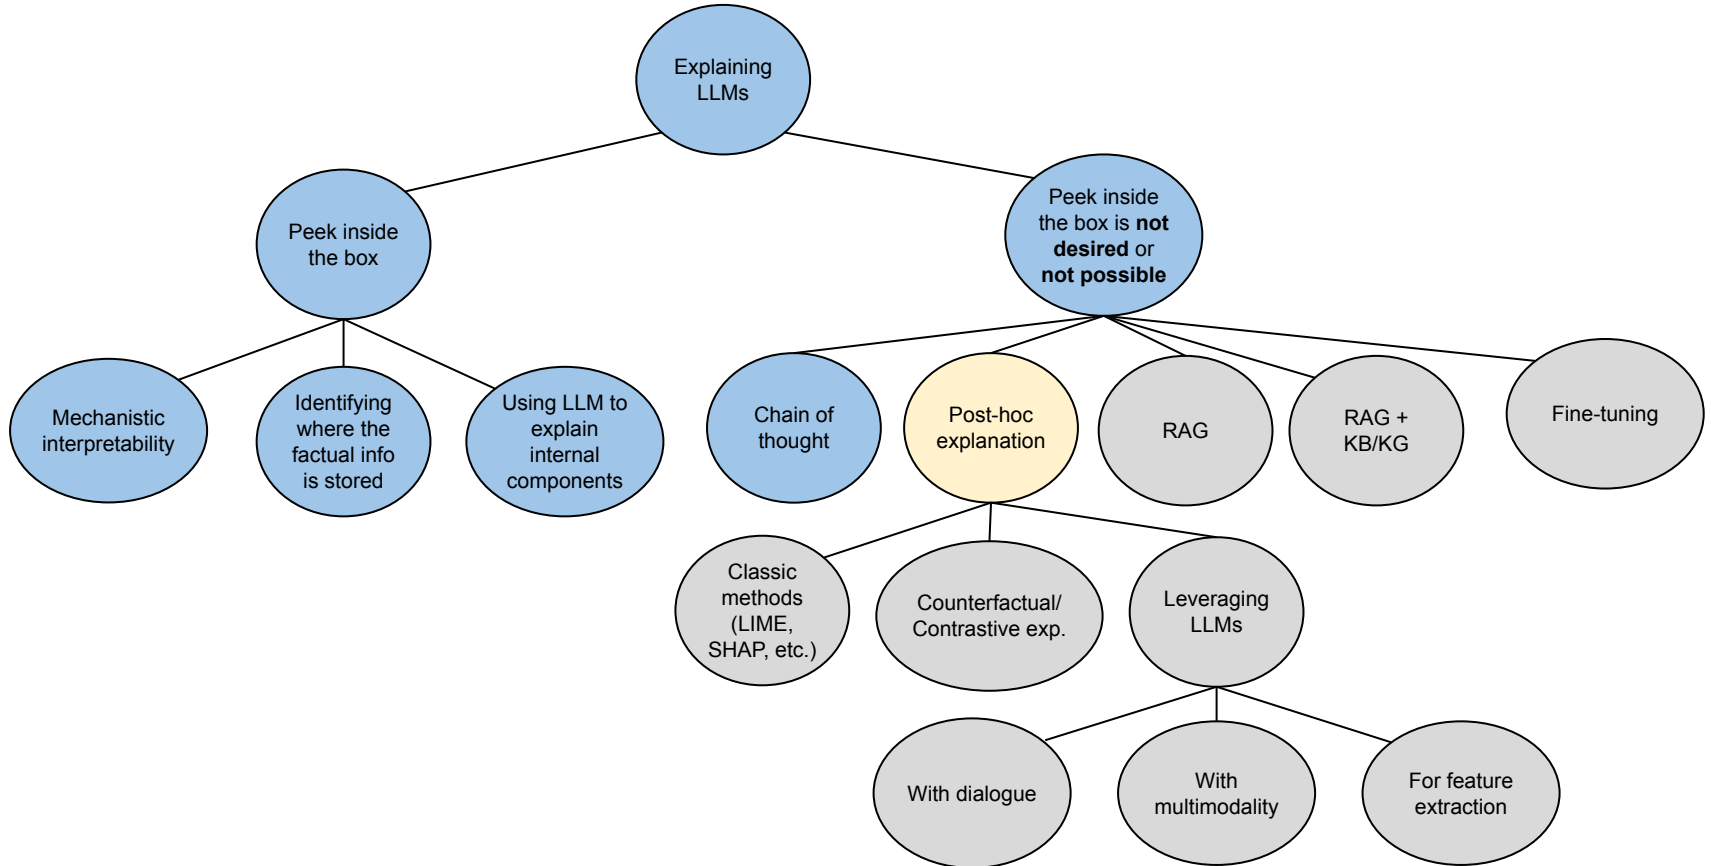 Explaining
LLMs
Peek inside
the box
Peek inside
the box is not
desired or
not possible
Mechanistic
interpretability
Identifying
where the
factual info
is stored
Using LLM to
explain
internal
components
Chain of
thought
Post-hoc
explanation
RAG
RAG +
KB/KG
Fine-tuning
Classic
methods
(LIME,
SHAP, etc.)
Counterfactual/
Contrastive exp.
Leveraging
LLMs
With dialogue
With
multimodality
For feature
extraction